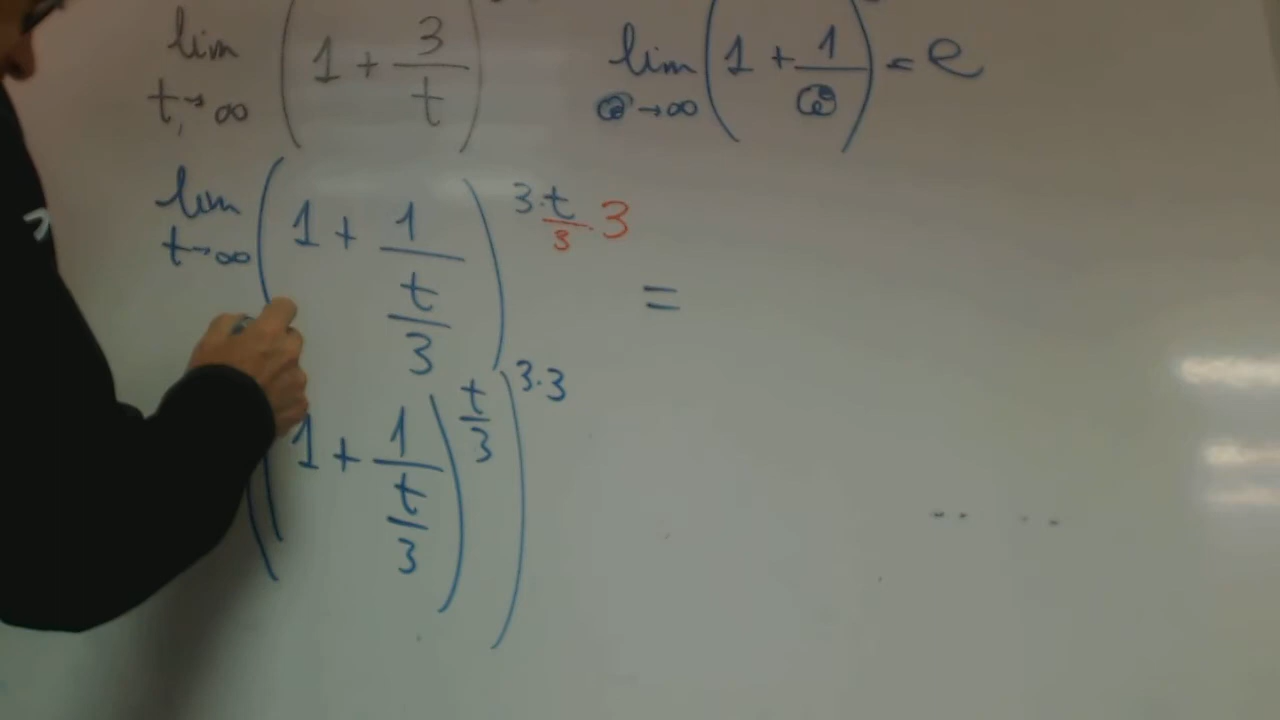 lim t→∞ (1 + 3/t)
lim @→∞ (1 + 1/@) = e
lim t→∞ (1 + 1/(t/3))^(3·t/3·3) =
((1 + 1/(t/3))^(t/3))^(3·3)